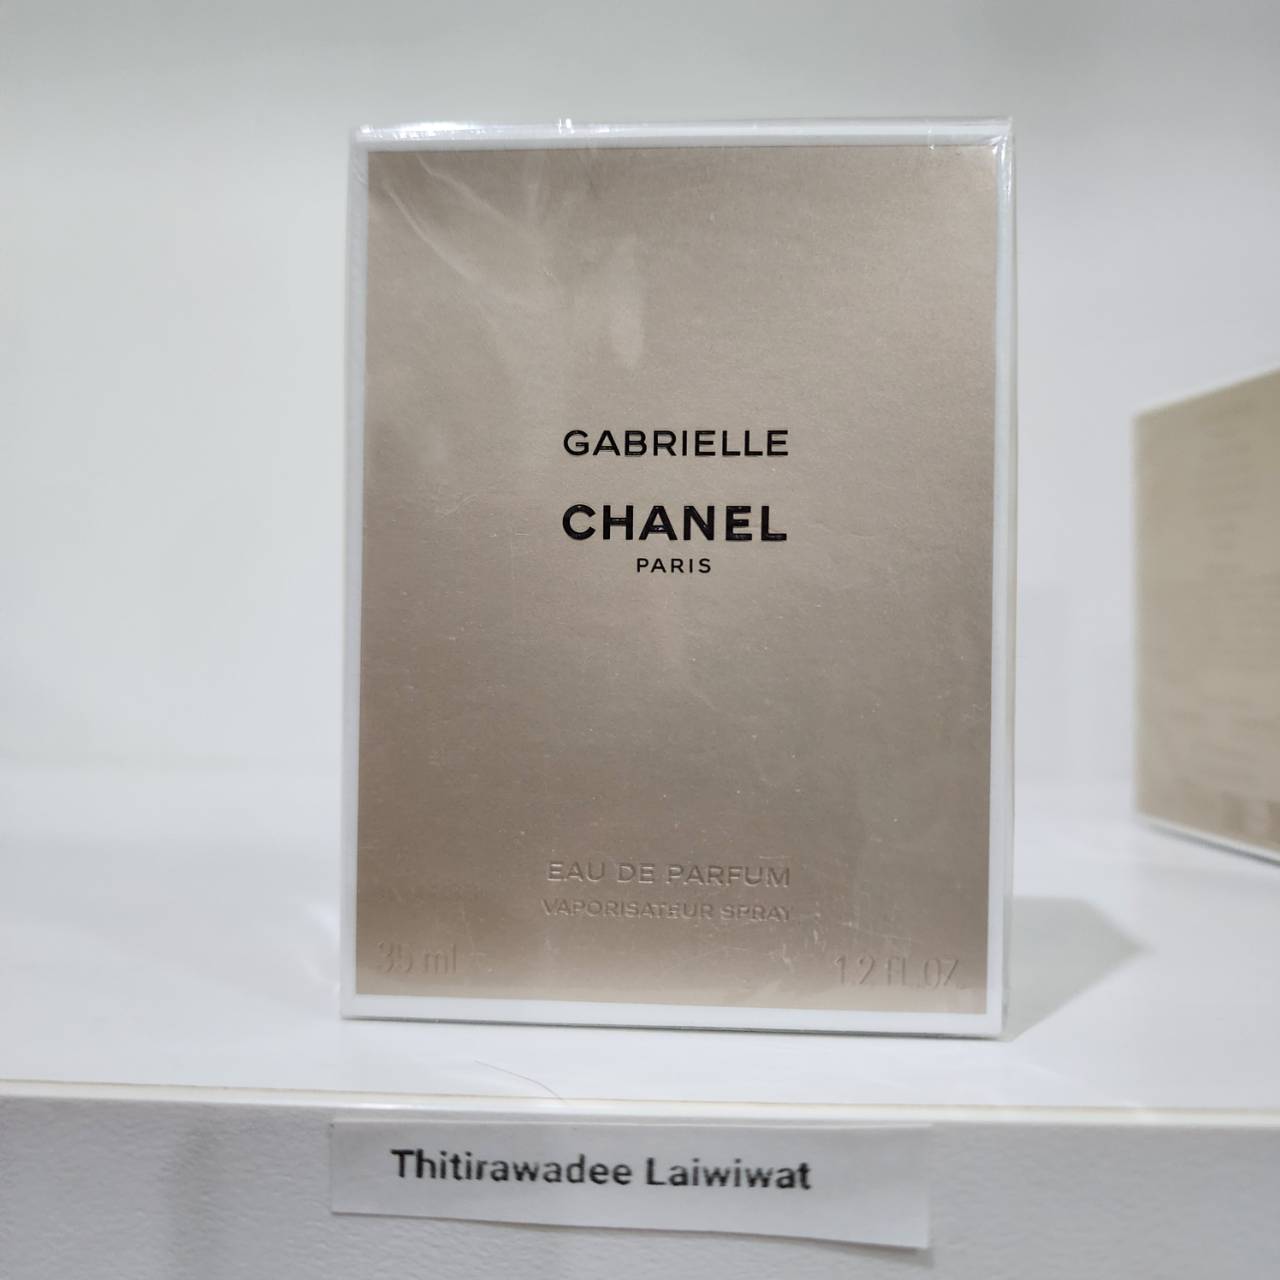 GABRIELLE
CHANEL
PARIS
EAU DE PARFUM
VAPORISATEUR SPRAY
35 ml 1.2 FL.OZ.
Thitirawadee Laiwiwat